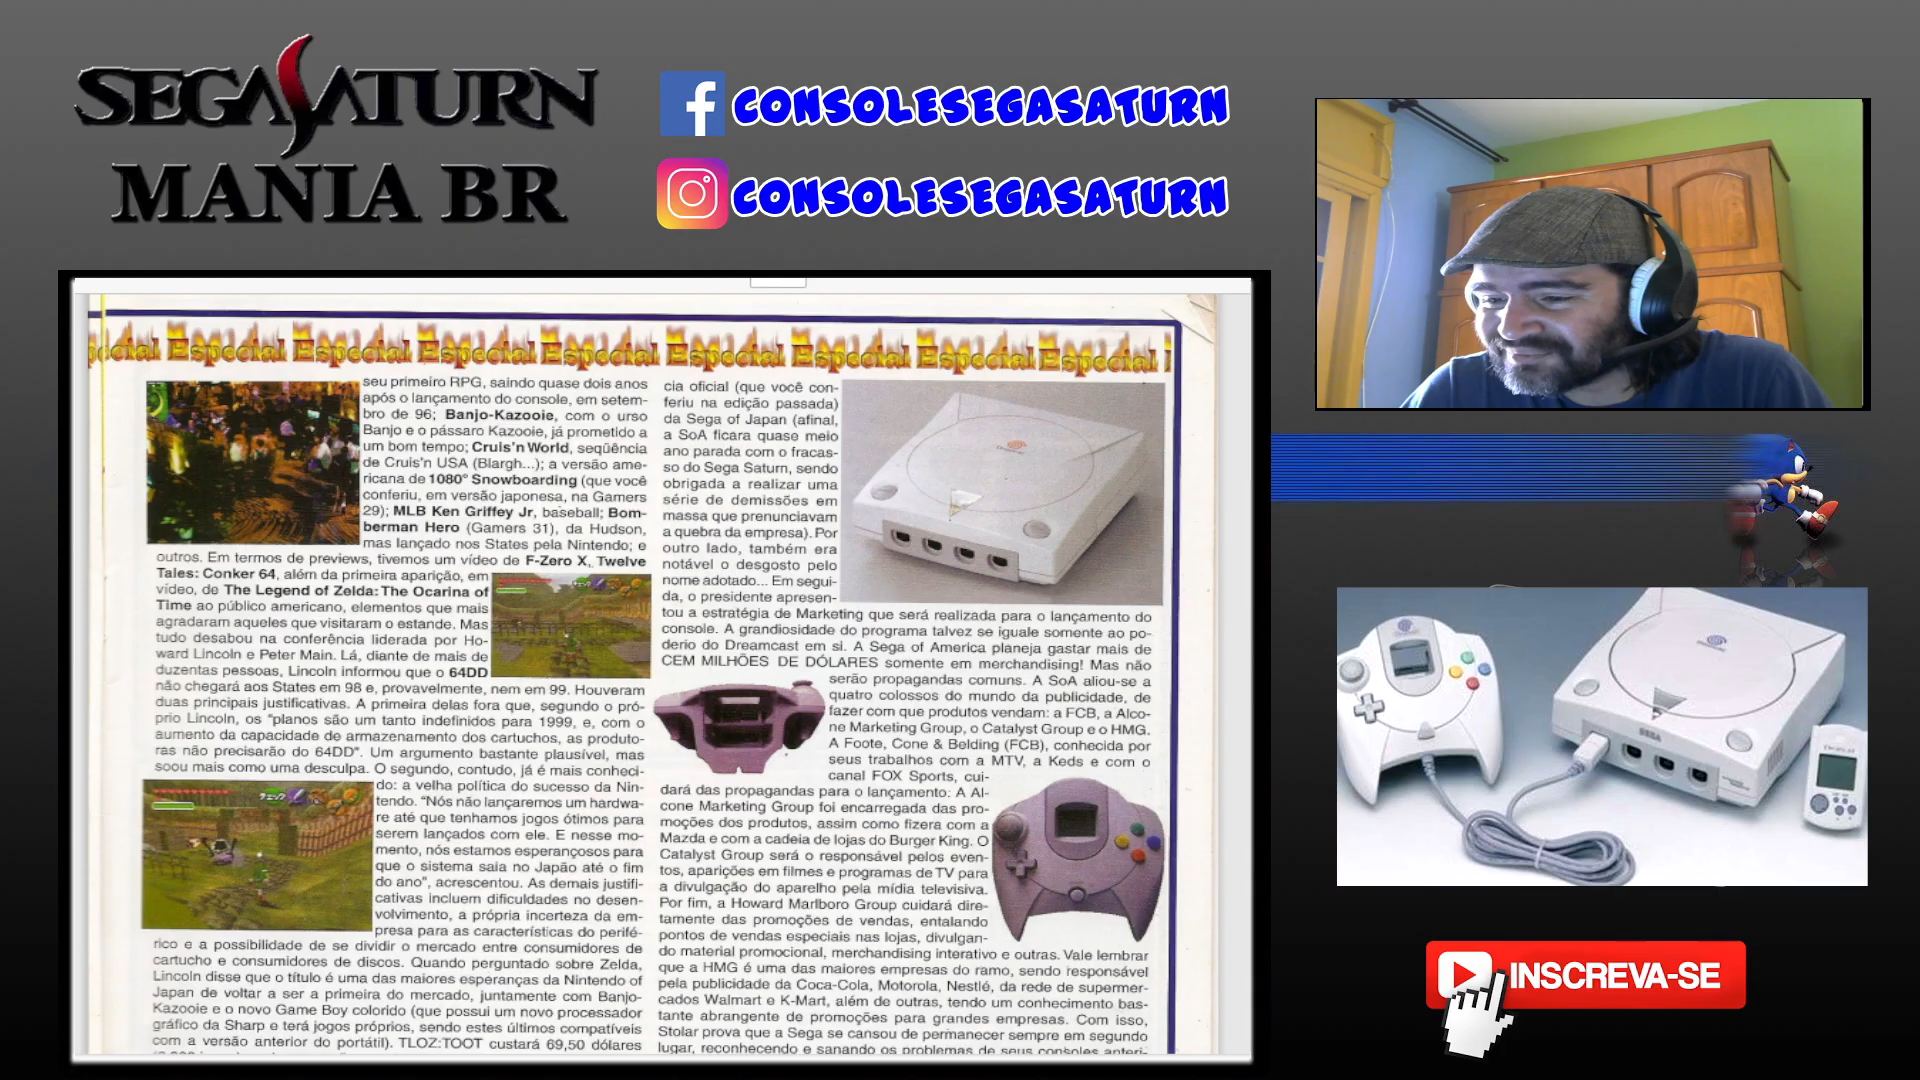 SEGA SATURN
MANIA BR
CONSOLESEGASATURN
CONSOLESEGASATURN
pecial Especial Especial Especial Especial Especial Especial Especial
seu primeiro RPG, saindo quase dois anos
após o lançamento do console, em setem-
bro de 96; Banjo-Kazooie, com o urso
Banjo e o pássaro Kazooie, já prometido a
um bom tempo; Cruis'n World, seqüência
de Cruis'n USA (Blargh...); a versão ame-
ricana de 1080° Snowboarding (que você
conferiu, em versão japonesa, na Gamers
29); MLB Ken Griffey Jr, baseball; Bom-
berman Hero (Gamers 31), da Hudson,
mas lançado nos States pela Nintendo; e
outros. Em termos de previews, tivemos um vídeo de F-Zero X, Twelve
Tales: Conker 64, além da primeira aparição, em
vídeo, de The Legend of Zelda: The Ocarina of
Time ao público americano, elementos que mais
agradaram aqueles que visitaram o estande. Mas
tudo desabou na conferência liderada por Ho-
ward Lincoln e Peter Main. Lá, diante de mais de
duzentas pessoas, Lincoln informou que o 64DD
não chegará aos States em 98 e, provavelmente, nem em 99. Houveram
duas principais justificativas. A primeira delas fora que, segundo o pró-
prio Lincoln, os "planos são um tanto indefinidos para 1999, e, com o
aumento da capacidade de armazenamento dos cartuchos, as produto-
ras não precisarão do 64DD". Um argumento bastante plausível, mas
soou mais como uma desculpa. O segundo, contudo, já é mais conheci-
do: a velha política do sucesso da Nin-
tendo. "Nós não lançaremos um hardwa-
re até que tenhamos jogos ótimos para
serem lançados com ele. E nesse mo-
mento, nós estamos esperançosos para
que o sistema saia no Japão até o fim
do ano", acrescentou. As demais justifi-
cativas incluem dificuldades no desen-
volvimento, a própria incerteza da em-
presa para as características do perifé-
rico e a possibilidade de se dividir o mercado entre consumidores de
cartucho e consumidores de discos. Quando perguntado sobre Zelda,
Lincoln disse que o título é uma das maiores esperanças da Nintendo of
Japan de voltar a ser a primeira do mercado, juntamente com Banjo-
Kazooie e o novo Game Boy colorido (que possui um novo processador
gráfico da Sharp e terá jogos próprios, sendo estes últimos compatíveis
com a versão anterior do portátil). TLOZ:TOOT custará 69,50 dólares
cia oficial (que você con-
feriu na edição passada)
da Sega of Japan (afinal,
a SoA ficara quase meio
ano parada com o fracas-
so do Sega Saturn, sendo
obrigada a realizar uma
série de demissões em
massa que prenunciavam
a quebra da empresa). Por
outro lado, também era
notável o desgosto pelo
nome adotado... Em segui-
da, o presidente apresen-
tou a estratégia de Marketing que será realizada para o lançamento do
console. A grandiosidade do programa talvez se iguale somente ao po-
derio do Dreamcast em si. A Sega of America planeja gastar mais de
CEM MILHÕES DE DÓLARES somente em merchandising! Mas não
serão propagandas comuns. A SoA aliou-se a
quatro colossos do mundo da publicidade, de
fazer com que produtos vendam: a FCB, a Alco-
ne Marketing Group, o Catalyst Group e o HMG.
A Foote, Cone & Belding (FCB), conhecida por
seus trabalhos com a MTV, a Keds e com o
canal FOX Sports, cui-
dará das propagandas para o lançamento: A Al-
cone Marketing Group foi encarregada das pro-
moções dos produtos, assim como fizera com a
Mazda e com a cadeia de lojas do Burger King. O
Catalyst Group será o responsável pelos even-
tos, aparições em filmes e programas de TV para
a divulgação do aparelho pela mídia televisiva.
Por fim, a Howard Marlboro Group cuidará dire-
tamente das promoções de vendas, entalando
pontos de vendas especiais nas lojas, divulgan-
do material promocional, merchandising interativo e outras. Vale lembrar
que a HMG é uma das maiores empresas do ramo, sendo responsável
pela publicidade da Coca-Cola, Motorola, Nestlé, da rede de supermer-
cados Walmart e K-Mart, além de outras, tendo um conhecimento bas-
tante abrangente de promoções para grandes empresas. Com isso,
Stolar prova que a Sega se cansou de permanecer sempre em segundo
lugar, reconhecendo e sanando os problemas de seus consoles anteri-
SEGA
INSCREVA-SE